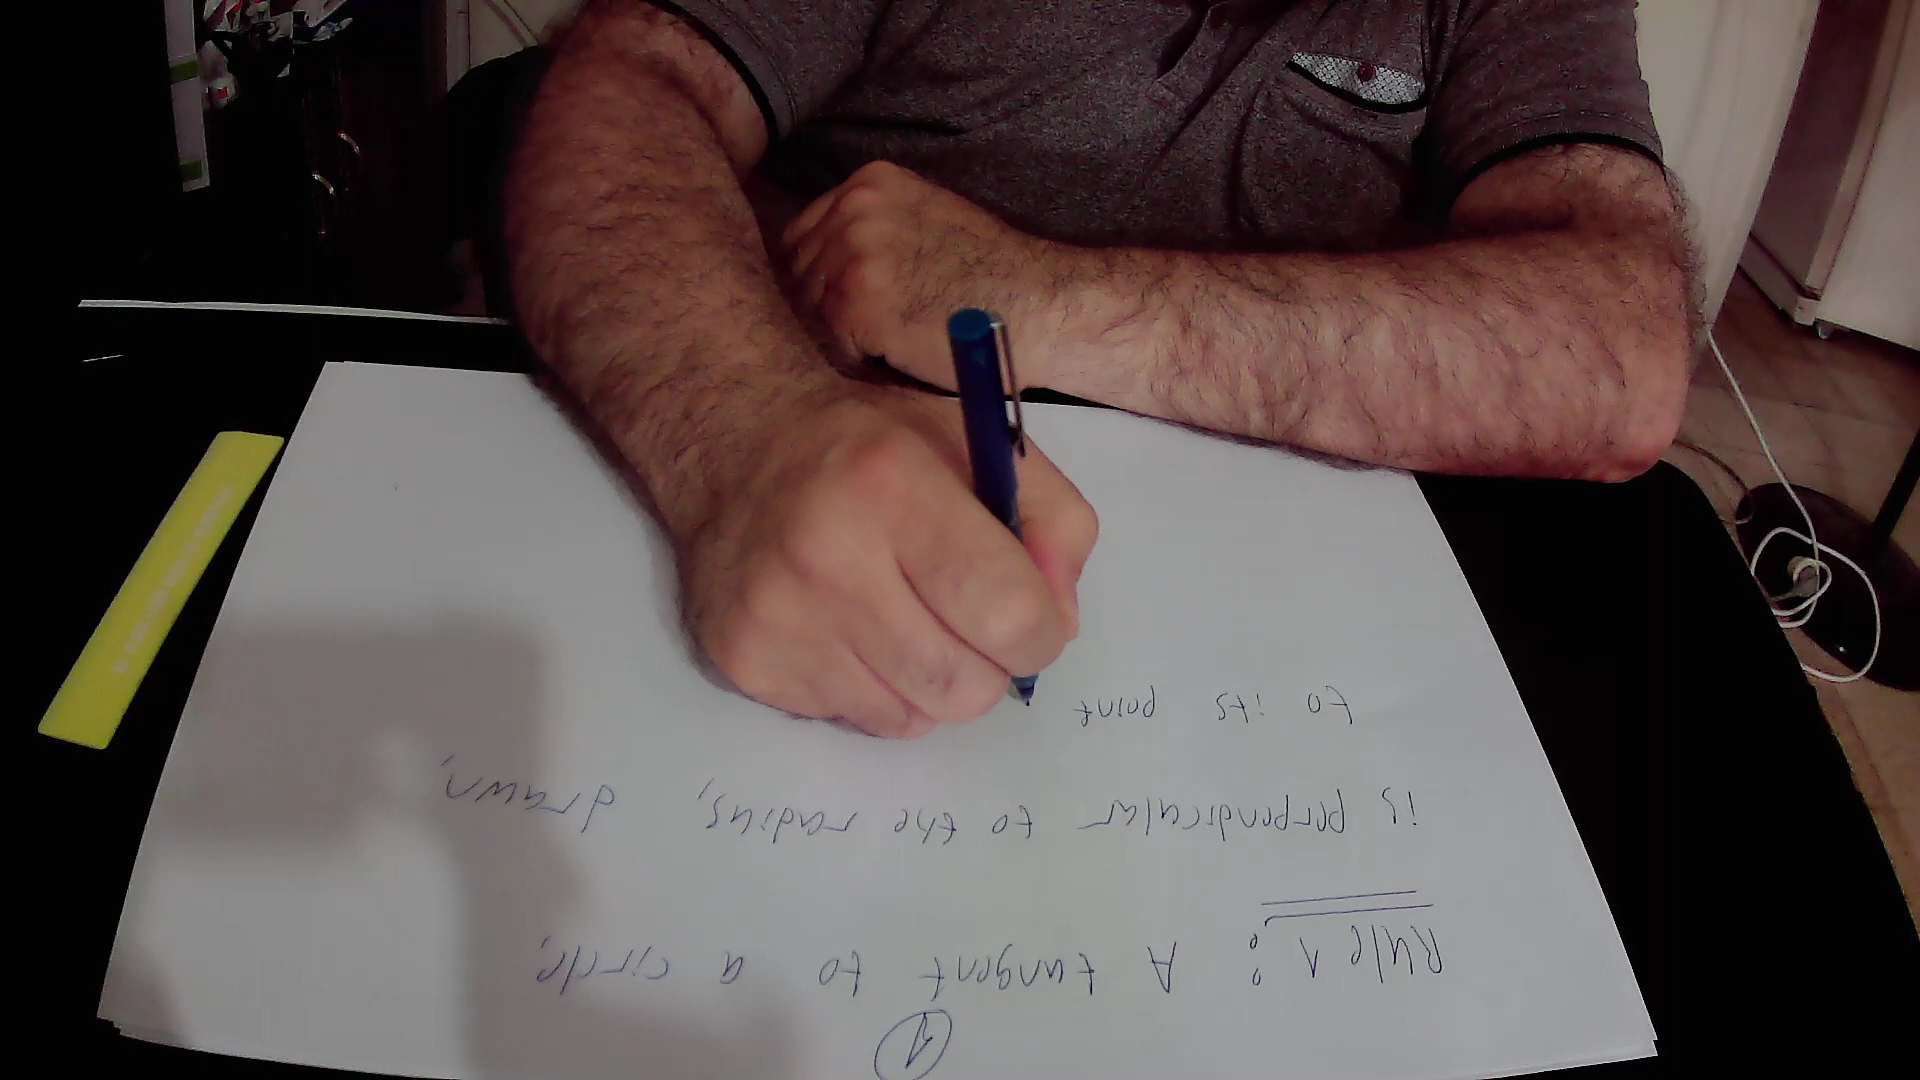 1
Rule 1: A tangent to a circle,
is perpendicular to the radius, drawn,
to its point